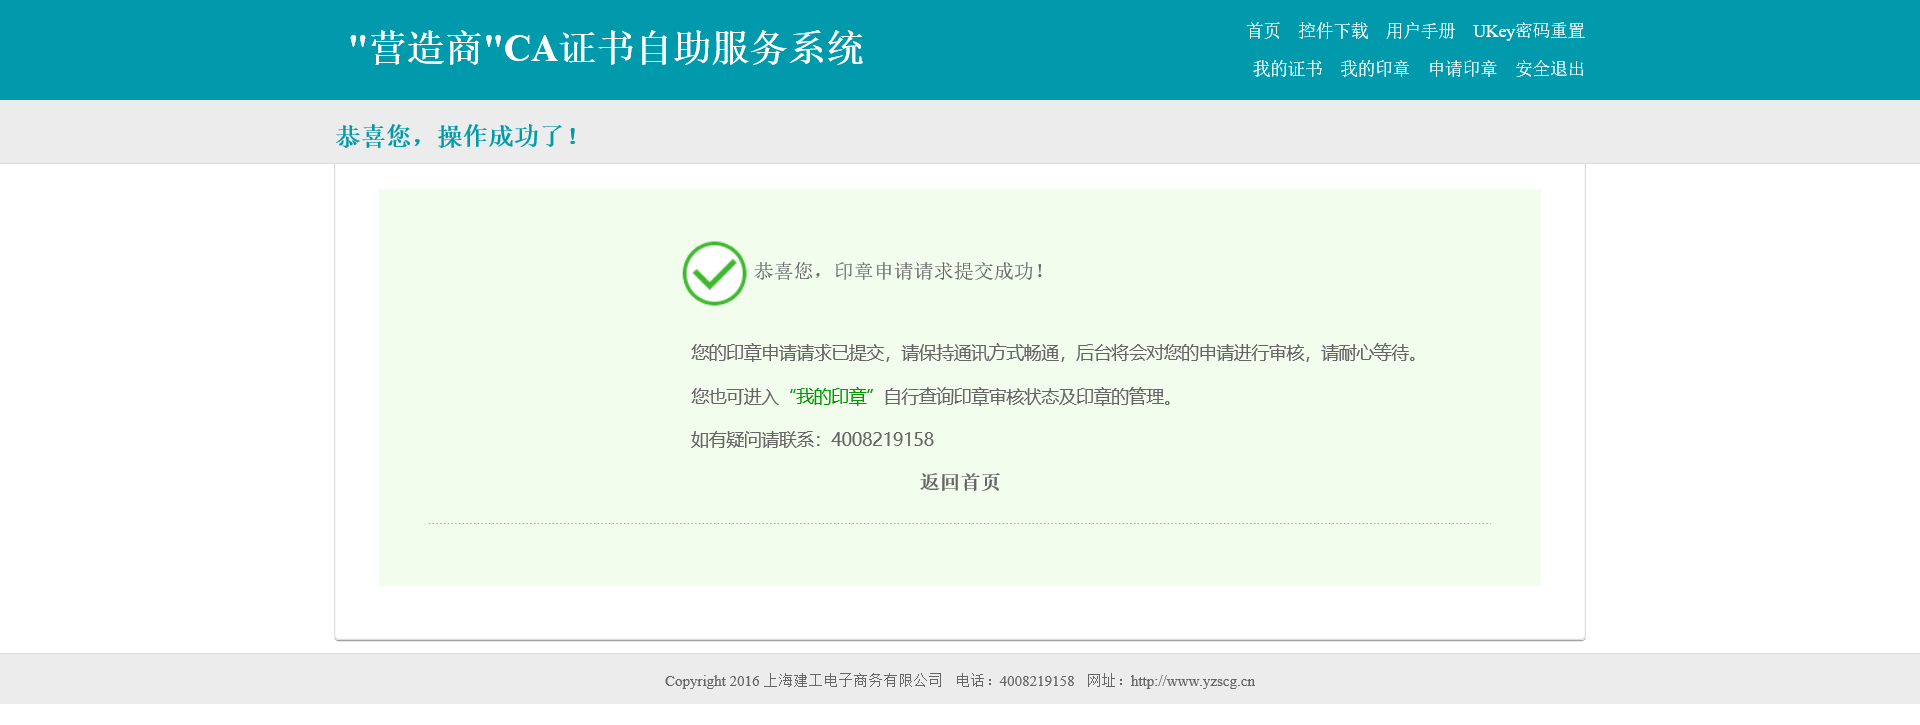 "营造商"CA证书自助服务系统
首页 控件下载 用户手册 UKey密码重置
我的证书 我的印章 申请印章 安全退出
恭喜您，操作成功了！
恭喜您，印章申请请求提交成功！
您的印章申请请求已提交，请保持通讯方式畅通，后台将会对您的申请进行审核，请耐心等待。
您也可进入“我的印章”自行查询印章审核状态及印章的管理。
如有疑问请联系：4008219158
返回首页
Copyright 2016 上海建工电子商务有限公司 电话：4008219158 网址：http://www.yzscg.cn